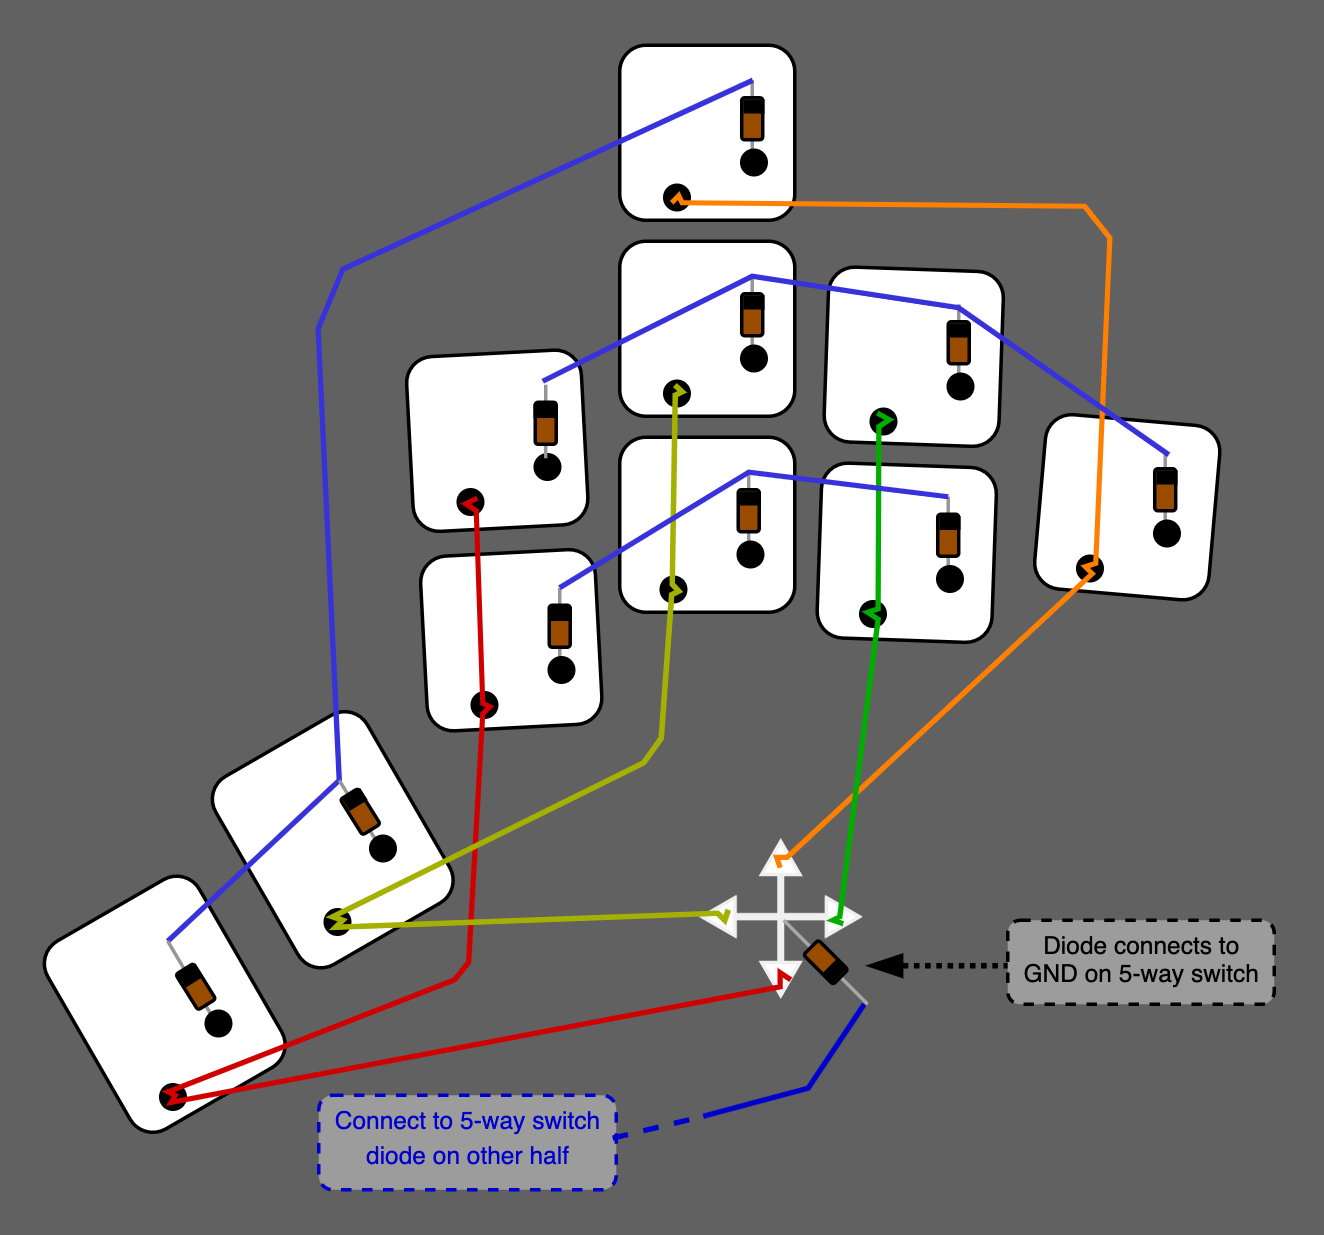 Diode connects to
GND on 5-way switch
Connect to 5-way switch
diode on other half